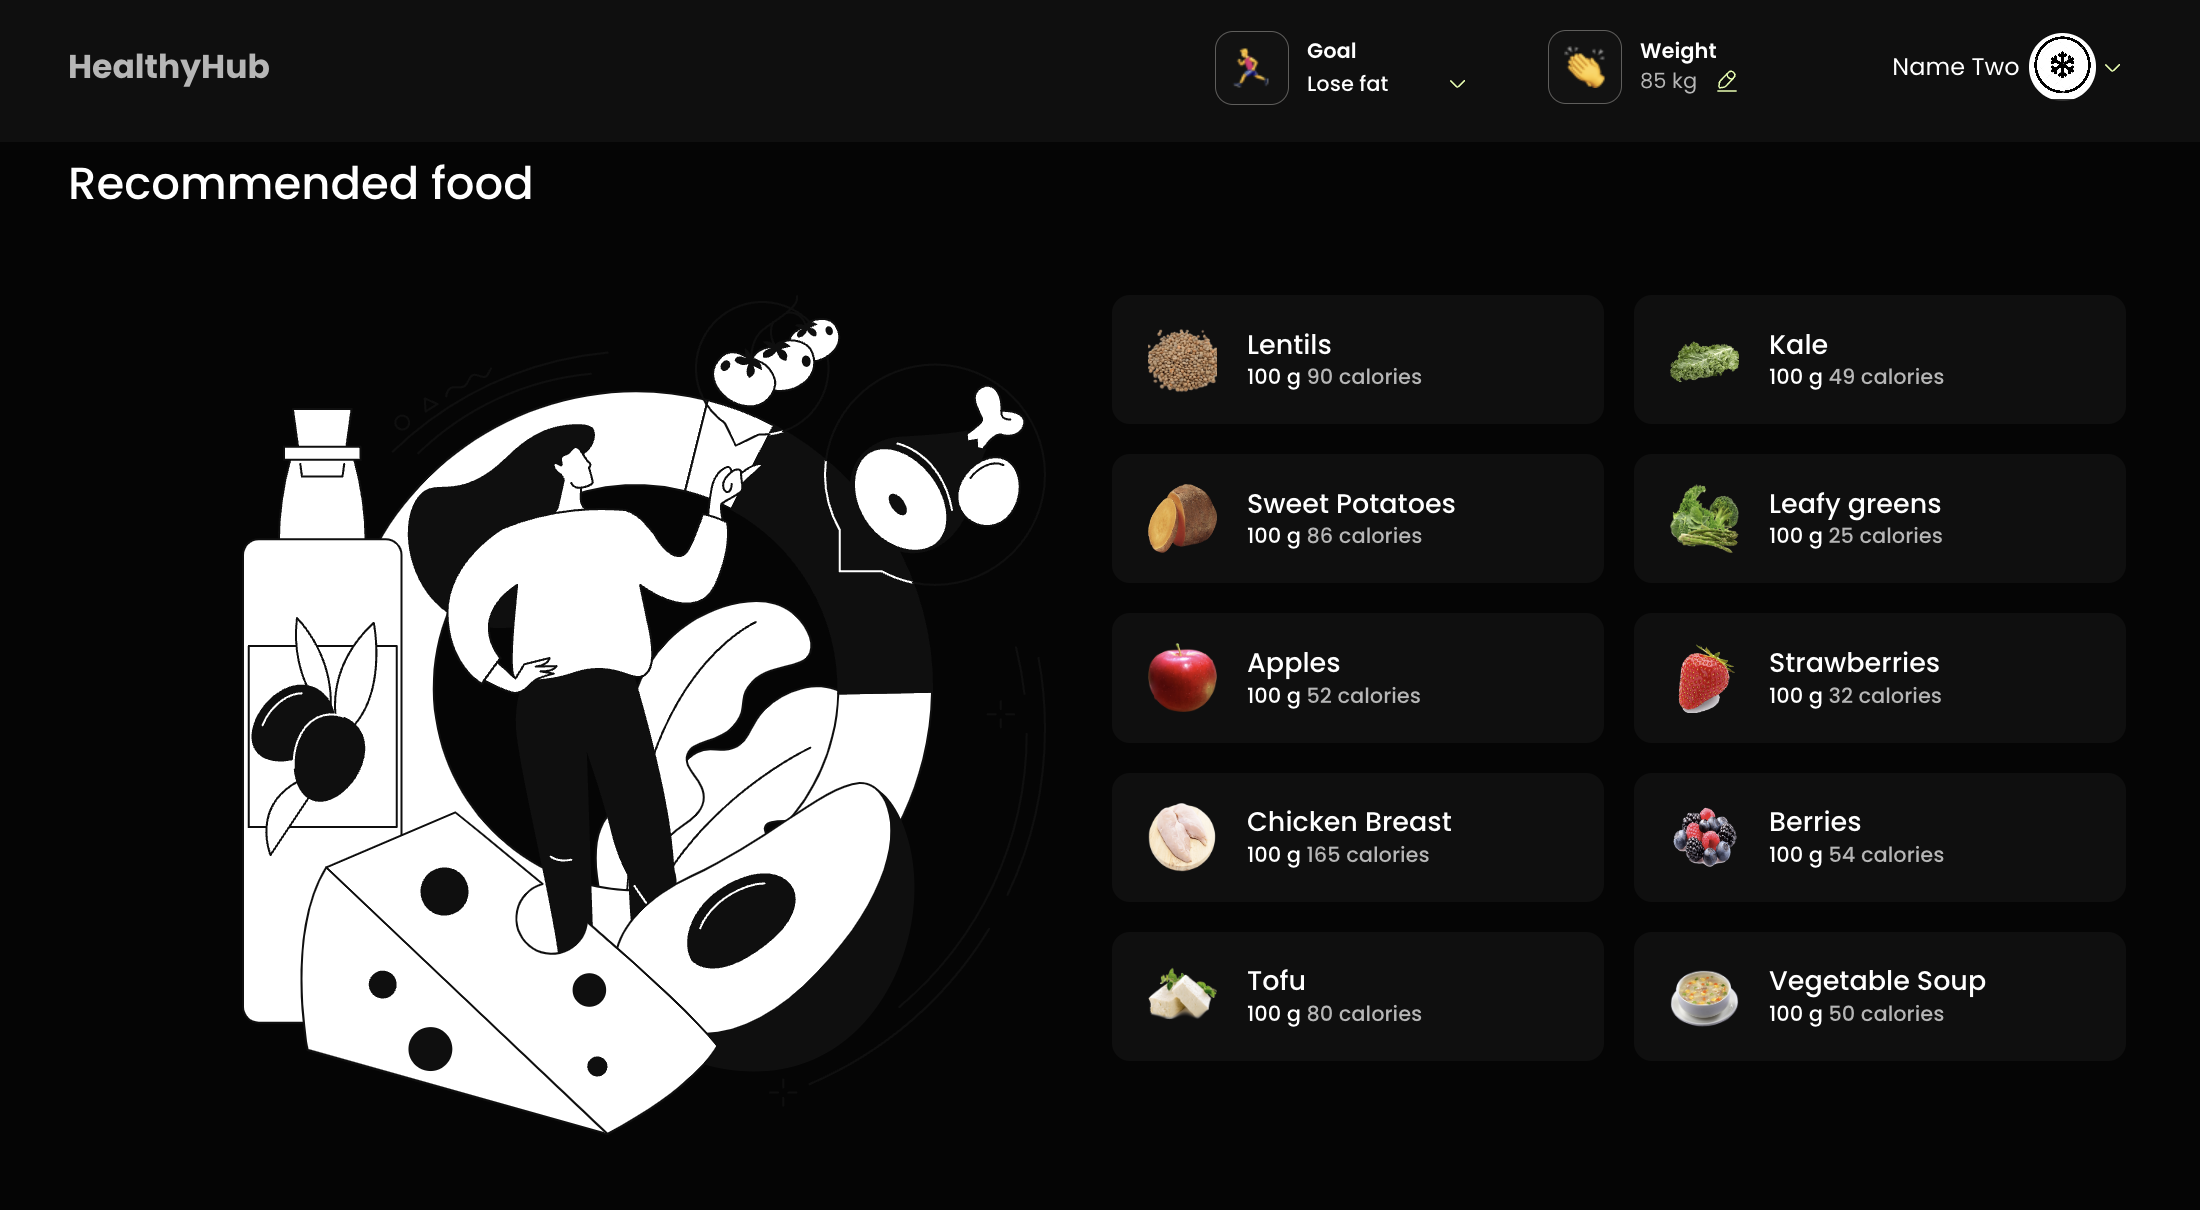 HealthyHub
Goal
Lose fat
Weight
85 kg
Name Two
Recommended food
Lentils
100 g 90 calories
Kale
100 g 49 calories
Sweet Potatoes
100 g 86 calories
Leafy greens
100 g 25 calories
Apples
100 g 52 calories
Strawberries
100 g 32 calories
Chicken Breast
100 g 165 calories
Berries
100 g 54 calories
Tofu
100 g 80 calories
Vegetable Soup
100 g 50 calories